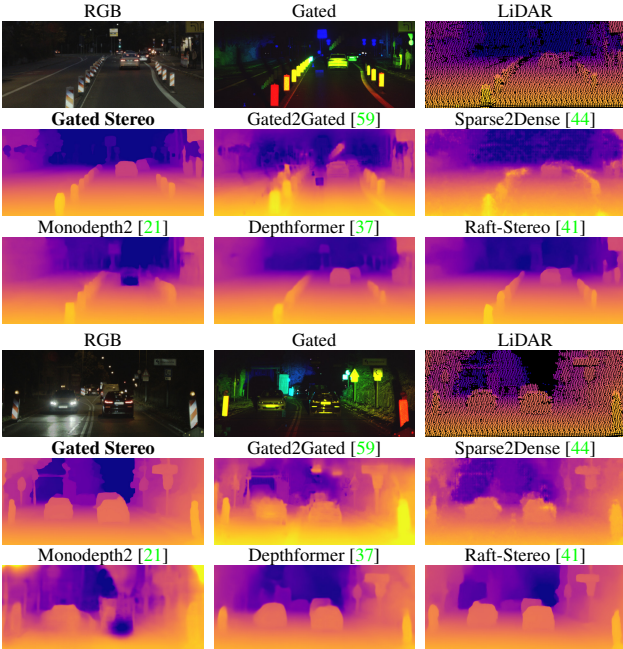 RGB Gated LiDAR
Gated Stereo Gated2Gated [59] Sparse2Dense [44]
Monodepth2 [21] Depthformer [37] Raft-Stereo [41]
RGB Gated LiDAR
Gated Stereo Gated2Gated [59] Sparse2Dense [44]
Monodepth2 [21] Depthformer [37] Raft-Stereo [41]